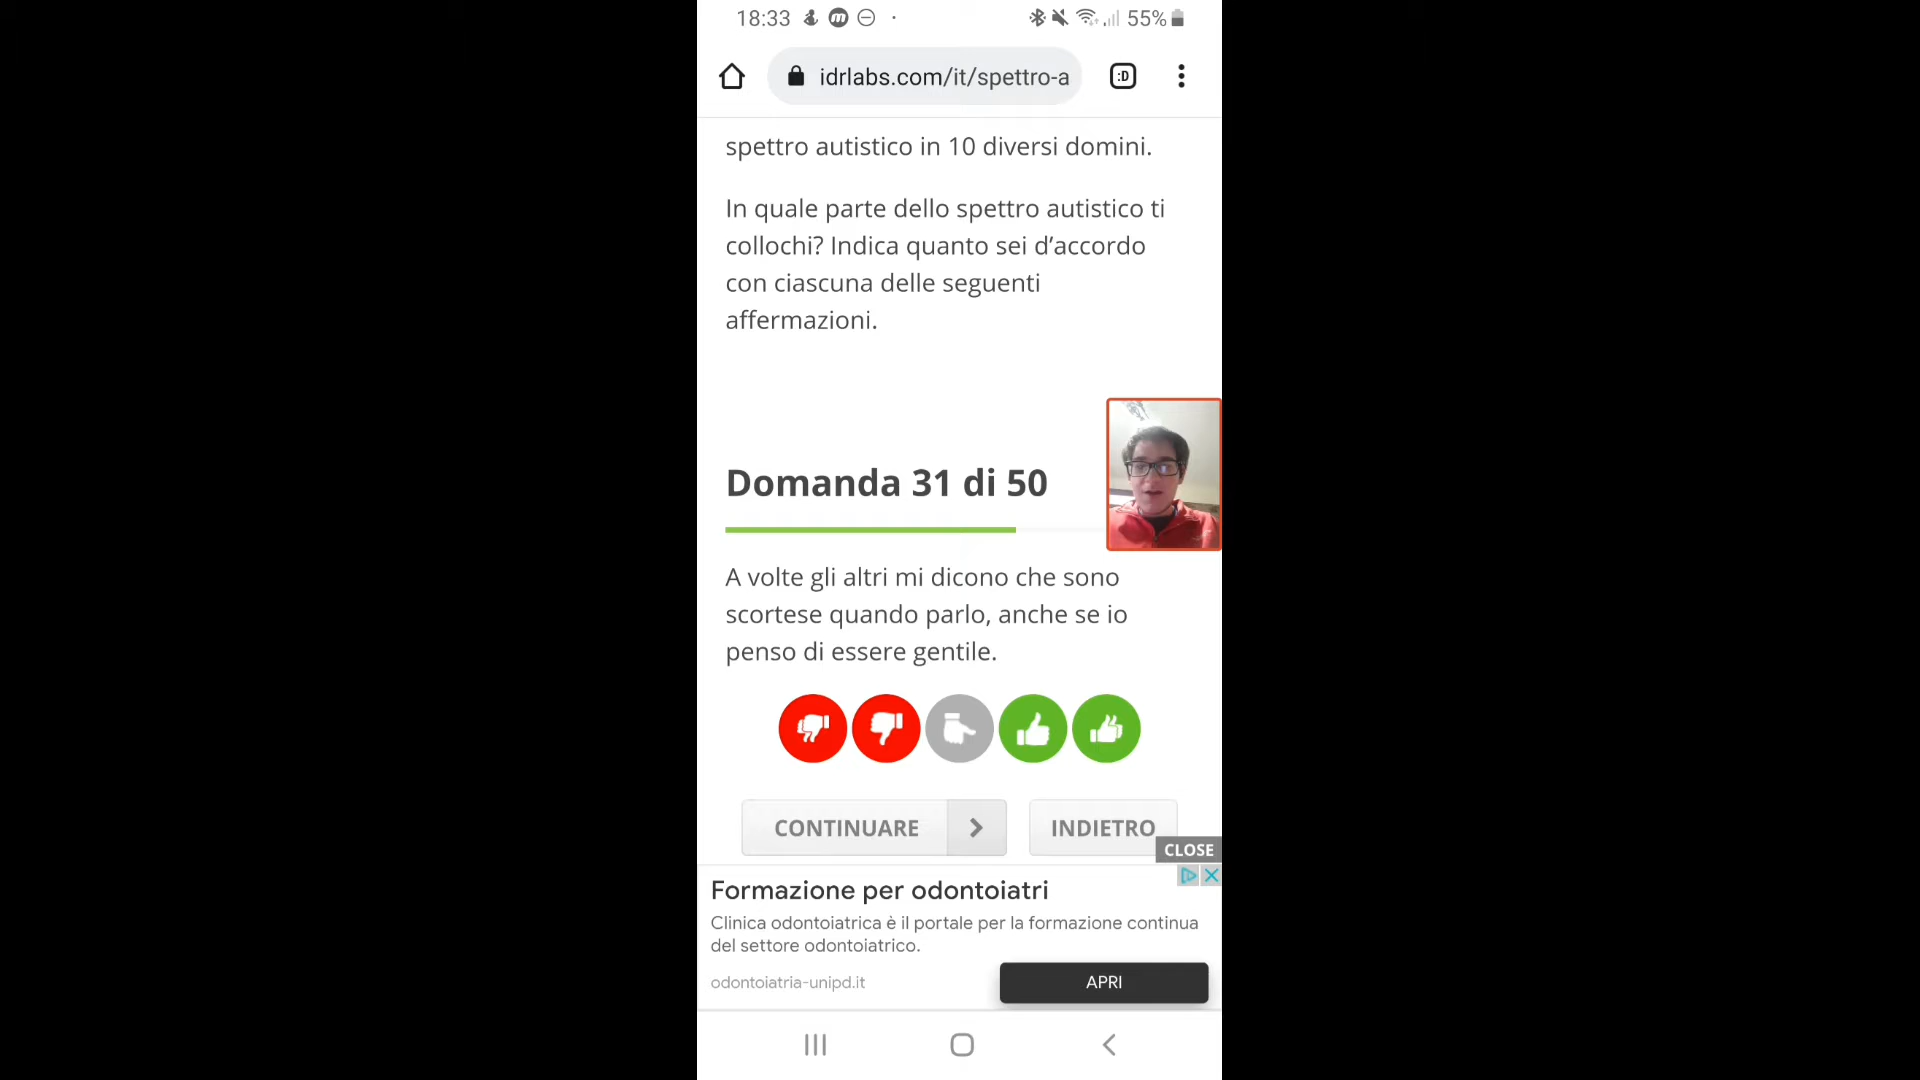 18:33
55%
idrlabs.com/it/spettro-a
:D
spettro autistico in 10 diversi domini.
In quale parte dello spettro autistico ti
collochi? Indica quanto sei d’accordo
con ciascuna delle seguenti
affermazioni.
Domanda 31 di 50
A volte gli altri mi dicono che sono
scortese quando parlo, anche se io
penso di essere gentile.
CONTINUARE
INDIETRO
CLOSE
Formazione per odontoiatri
Clinica odontoiatrica è il portale per la formazione continua
del settore odontoiatrico.
odontoiatria-unipd.it
APRI